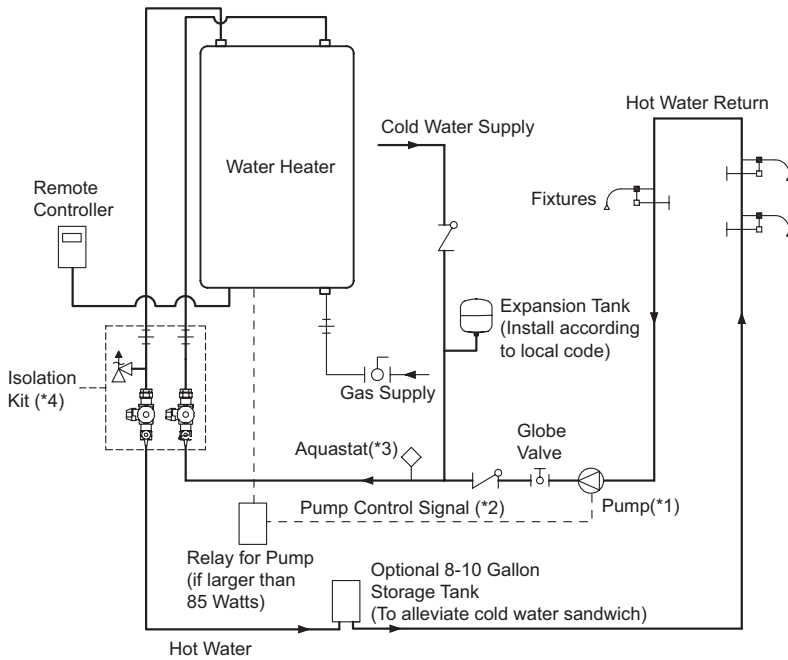 Hot Water Return
Cold Water Supply
Water Heater
Remote
Controller
Fixtures
Expansion Tank
(Install according
to local code)
Isolation
Kit (*4)
Gas Supply
Globe
Valve
Aquastat(*3)
Pump Control Signal (*2)
Pump(*1)
Relay for Pump
(if larger than
85 Watts)
Optional 8-10 Gallon
Storage Tank
(To alleviate cold water sandwich)
Hot Water